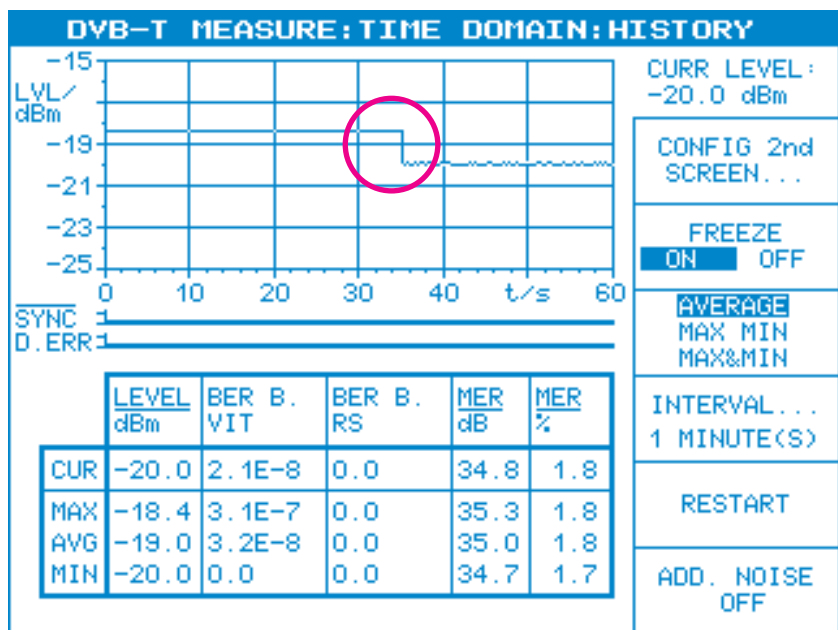 DVB-T MEASURE:TIME DOMAIN:HISTORY
-15
LVL/
dBm
-19
-21
-23
-25
0 10 20 30 40 t/s 60
SYNC 1
D.ERR 1
LEVEL dBm BER B. VIT BER B. RS MER dB MER %
CUR -20.0 2.1E-8 0.0 34.8 1.8
MAX -18.4 3.1E-7 0.0 35.3 1.8
AVG -19.0 3.2E-8 0.0 35.0 1.8
MIN -20.0 0.0 0.0 34.7 1.7
CURR LEVEL:
-20.0 dBm
CONFIG 2nd
SCREEN...
FREEZE
ON OFF
AVERAGE
MAX MIN
MAX&MIN
INTERVAL...
1 MINUTE(S)
RESTART
ADD. NOISE
OFF